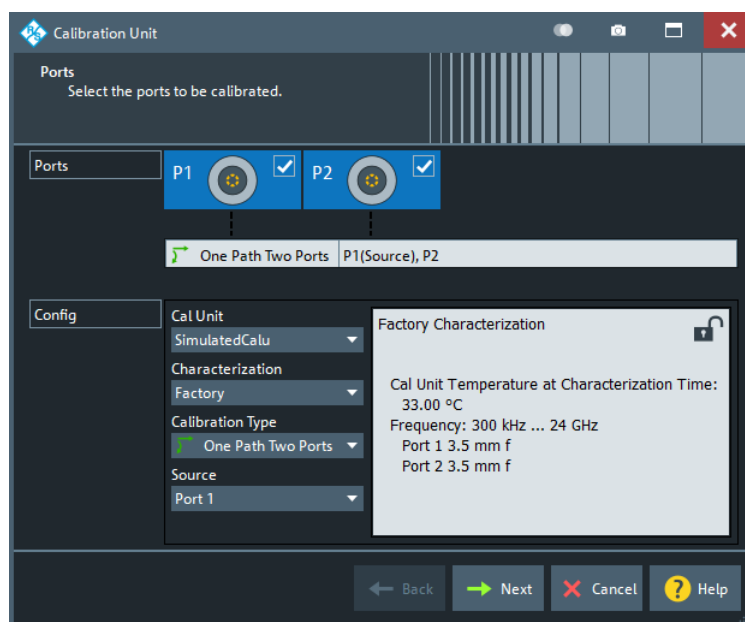 Calibration Unit
Ports
Select the ports to be calibrated.
Ports
P1
P2
One Path Two Ports
P1(Source), P2
Config
Cal Unit
SimulatedCalu
Characterization
Factory
Calibration Type
One Path Two Ports
Source
Port 1
Factory Characterization
Cal Unit Temperature at Characterization Time:
33.00 ºC
Frequency: 300 kHz ... 24 GHz
Port 1 3.5 mm f
Port 2 3.5 mm f
Back
Next
Cancel
? Help